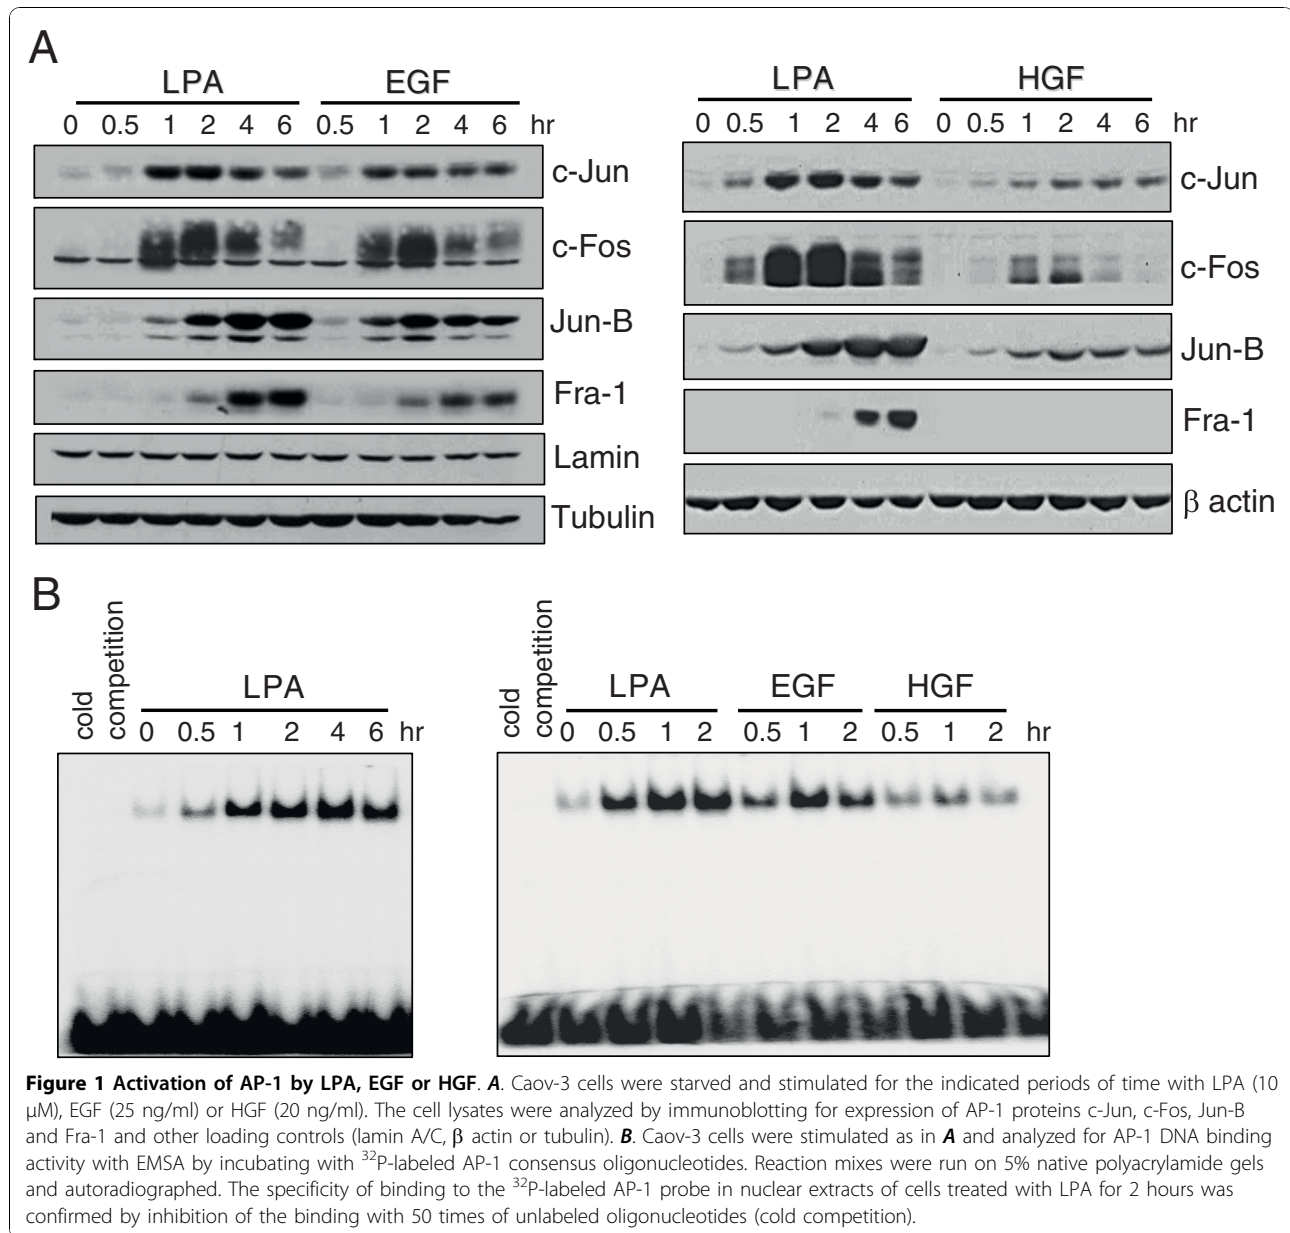 A
LPA EGF
0 0.5 1 2 4 6 0.5 1 2 4 6 hr
c-Jun
c-Fos
Jun-B
Fra-1
Lamin
Tubulin
LPA HGF
0 0.5 1 2 4 6 0 0.5 1 2 4 6 hr
c-Jun
c-Fos
Jun-B
Fra-1
β actin
B
cold
competition
LPA
0 0.5 1 2 4 6 hr
cold
competition
LPA EGF HGF
0 0.5 1 2 0.5 1 2 0.5 1 2 hr
Figure 1 Activation of AP-1 by LPA, EGF or HGF. A. Caov-3 cells were starved and stimulated for the indicated periods of time with LPA (10
μM), EGF (25 ng/ml) or HGF (20 ng/ml). The cell lysates were analyzed by immunoblotting for expression of AP-1 proteins c-Jun, c-Fos, Jun-B
and Fra-1 and other loading controls (lamin A/C, β actin or tubulin). B. Caov-3 cells were stimulated as in A and analyzed for AP-1 DNA binding
activity with EMSA by incubating with ³²P-labeled AP-1 consensus oligonucleotides. Reaction mixes were run on 5% native polyacrylamide gels
and autoradiographed. The specificity of binding to the ³²P-labeled AP-1 probe in nuclear extracts of cells treated with LPA for 2 hours was
confirmed by inhibition of the binding with 50 times of unlabeled oligonucleotides (cold competition).